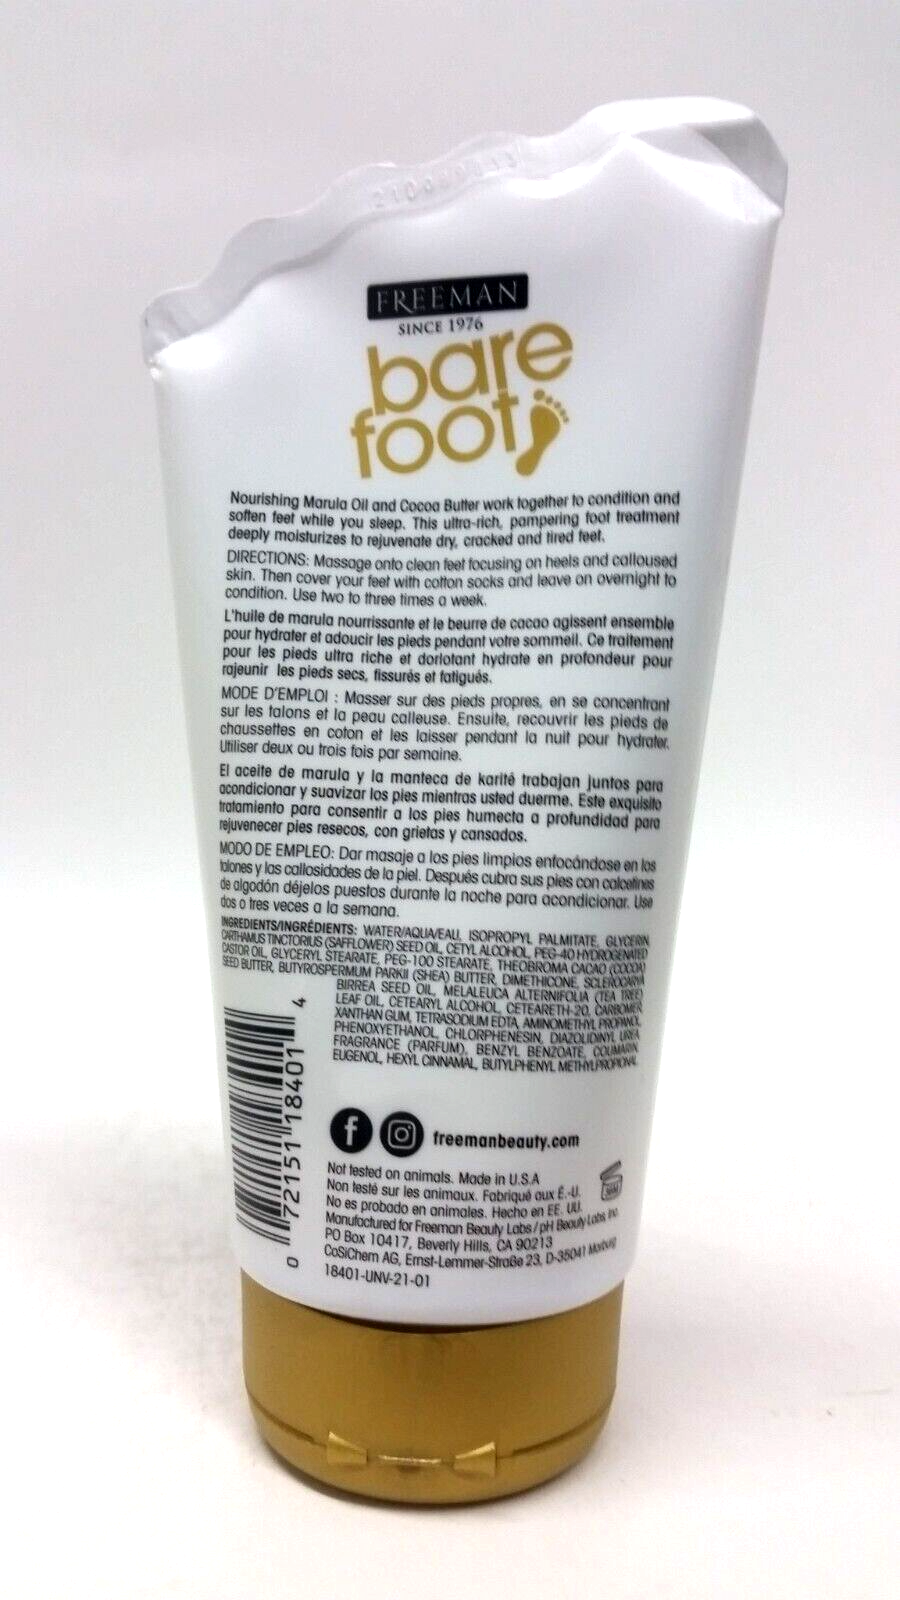 FREEMAN
SINCE 1976
bare
foot
Nourishing Marula Oil and Cocoa Butter work together to condition and
soften feet while you sleep. This ultra-rich, pampering foot treatment
deeply moisturizes to rejuvenate dry, cracked and tired feet.
DIRECTIONS: Massage onto clean feet focusing on heels and calloused
skin. Then cover your feet with cotton socks and leave on overnight to
condition. Use two to three times a week.
L'huile de marula nourrissante et le beurre de cacao agissent ensemble
pour hydrater et adoucir les pieds pendant votre sommeil. Ce traitement
pour les pieds ultra riche et dorlotant hydrate en profondeur pour
rajeunir les pieds secs, fissurés et fatigués.
MODE D'EMPLOI : Masser sur des pieds propres, en se concentrant
sur les talons et la peau calleuse. Ensuite, recouvrir les pieds de
chaussettes en coton et les laisser pendant la nuit pour hydrater.
Utiliser deux ou trois fois par semaine.
El aceite de marula y la manteca de karité trabajan juntos para
acondicionar y suavizar los pies mientras usted duerme. Este exquisito
tratamiento para consentir a los pies humecta a profundidad para
rejuvenecer pies resecos, con grietas y cansados.
MODO DE EMPLEO: Dar masaje a los pies limpios enfocándose en los
talones y las callosidades de la piel. Después cubra sus pies con calcetines
de algodón déjelos puestos durante la noche para acondicionar. Use
dos o tres veces a la semana.
INGREDIENTS/INGRÉDIENTS: WATER/AQUA/EAU, ISOPROPYL PALMITATE, GLYCERIN,
CARTHAMUS TINCTORIUS (SAFFLOWER) SEED OIL, CETYL ALCOHOL, PEG-40 HYDROGENATED
CASTOR OIL, GLYCERYL STEARATE, PEG-100 STEARATE, THEOBROMA CACAO (COCOA)
SEED BUTTER, BUTYROSPERMUM PARKII (SHEA) BUTTER, DIMETHICONE, SCLEROCARYA
BIRREA SEED OIL, MELALEUCA ALTERNIFOLIA (TEA TREE)
LEAF OIL, CETEARYL ALCOHOL, CETEARETH-20, CARBOMER,
XANTHAN GUM, TETRASODIUM EDTA, AMINOMETHYL PROPANOL,
PHENOXYETHANOL, CHLORPHENESIN, DIAZOLIDINYL UREA,
FRAGRANCE (PARFUM), BENZYL BENZOATE, COUMARIN,
EUGENOL, HEXYL CINNAMAL, BUTYLPHENYL METHYLPROPIONAL
0 72151 18401 4
freemanbeauty.com
Not tested on animals. Made in U.S.A
Non testé sur les animaux. Fabriqué aux É.-U.
No es probado en animales. Hecho en EE. UU.
Manufactured for Freeman Beauty Labs / pH Beauty Labs, Inc.
PO Box 10417, Beverly Hills, CA 90213
CoSiChem AG, Ernst-Lemmer-Straße 23, D-35041 Marburg
18401-UNV-21-01